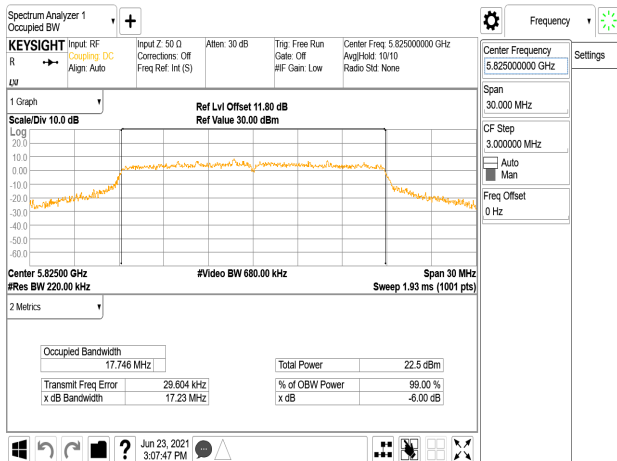 Spectrum Analyzer 1
Occupied BW
Frequency
KEYSIGHT
R
LXI
Input: RF
Coupling: DC
Align: Auto
Input Z: 50 Ω
Corrections: Off
Freq Ref: Int (S)
Atten: 30 dB
Trig: Free Run
Gate: Off
#IF Gain: Low
Center Freq: 5.825000000 GHz
Avg|Hold: 10/10
Radio Std: None
Center Frequency
5.825000000 GHz
Settings
Span
30.000 MHz
CF Step
3.000000 MHz
Auto
Man
Freq Offset
0 Hz
1 Graph
Scale/Div 10.0 dB
Ref Lvl Offset 11.80 dB
Ref Value 30.00 dBm
Log
20.0
10.0
0.00
-10.0
-20.0
-30.0
-40.0
-50.0
-60.0
Center 5.82500 GHz
#Video BW 680.00 kHz
Span 30 MHz
#Res BW 220.00 kHz
Sweep 1.93 ms (1001 pts)
2 Metrics
Occupied Bandwidth
17.746 MHz
Total Power 22.5 dBm
Transmit Freq Error 29.604 kHz
% of OBW Power 99.00 %
x dB Bandwidth 17.23 MHz
x dB -6.00 dB
?
Jun 23, 2021
3:07:47 PM